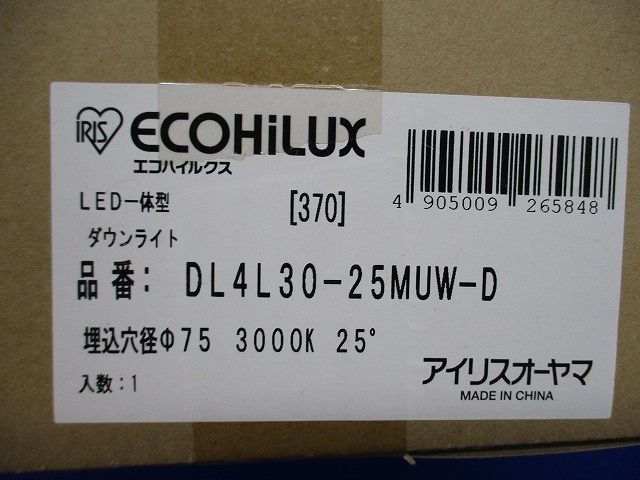 IRIS ECOHiLUX
エコハイルクス
LED一体型 [370]
ダウンライト
4 905009 265848
品番: DL4L30-25MUW-D
埋込穴径Φ75 3000K 25°
入数:1
アイリスオーヤマ
MADE IN CHINA